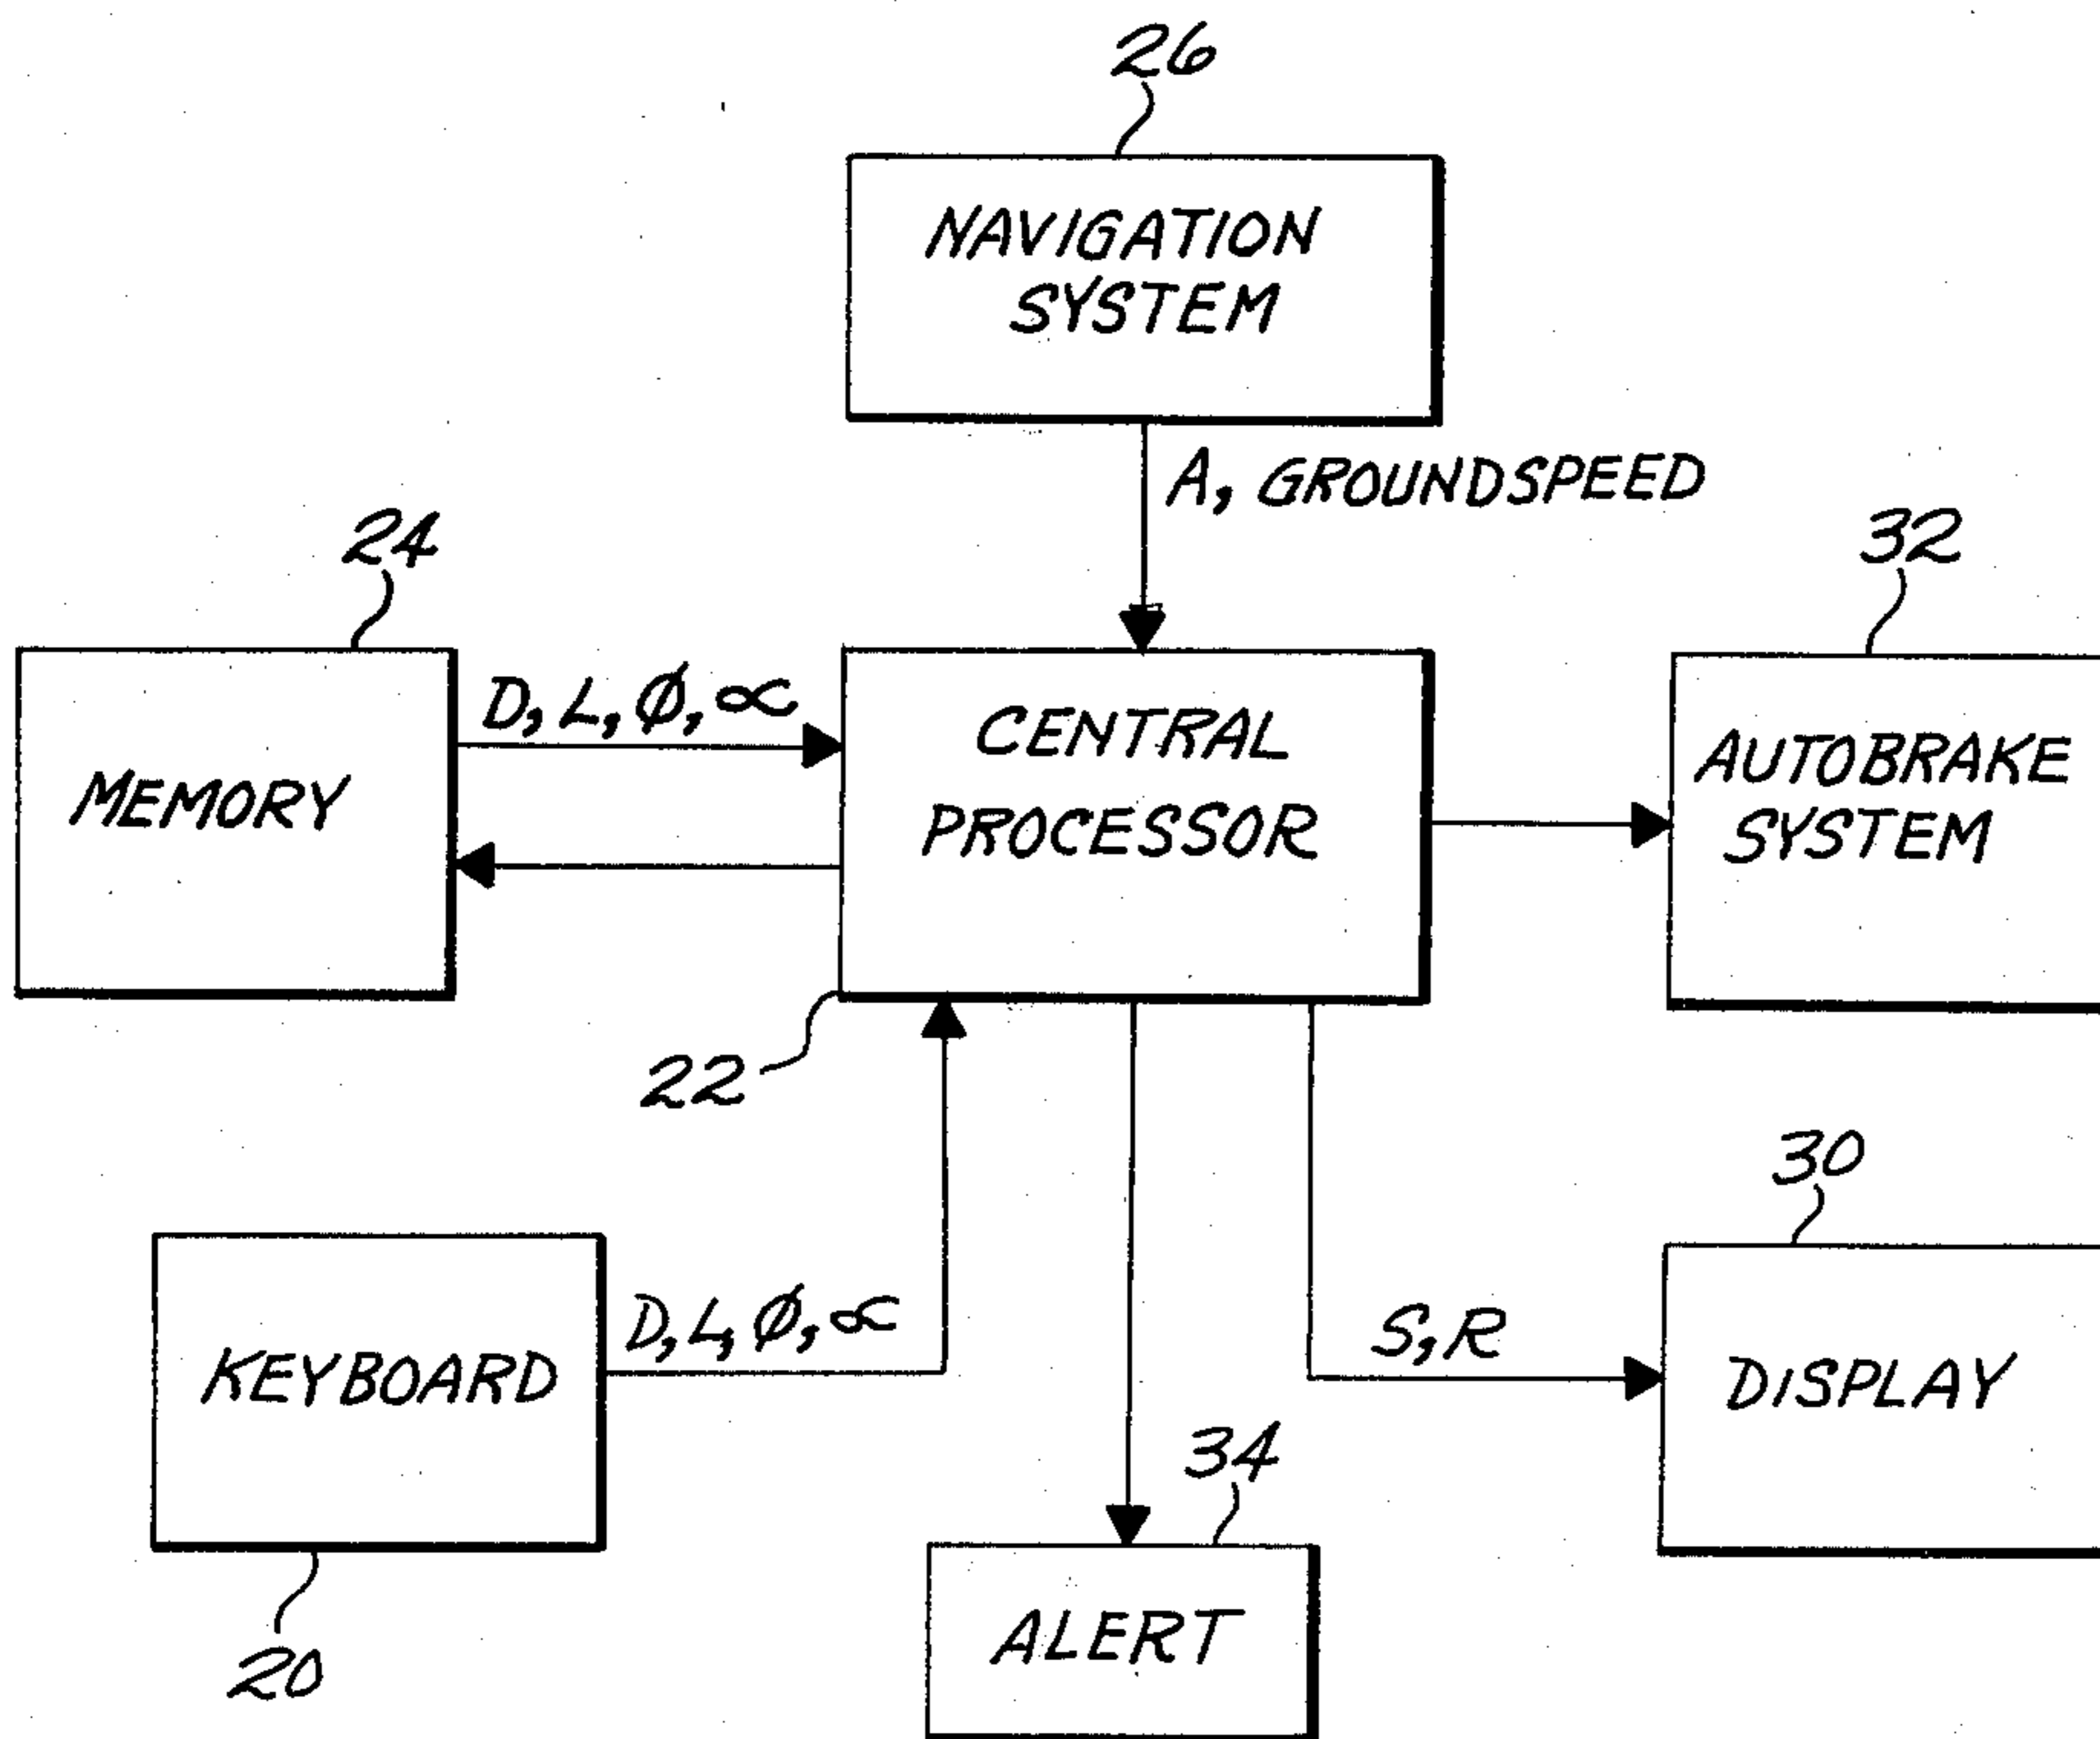 26
NAVIGATION
SYSTEM
A, GROUNDSPEED
24
32
D, L, Ø, ∝
MEMORY
CENTRAL
PROCESSOR
AUTOBRAKE
SYSTEM
22
30
D, L, Ø, ∝
KEYBOARD
S, R
DISPLAY
34
ALERT
20